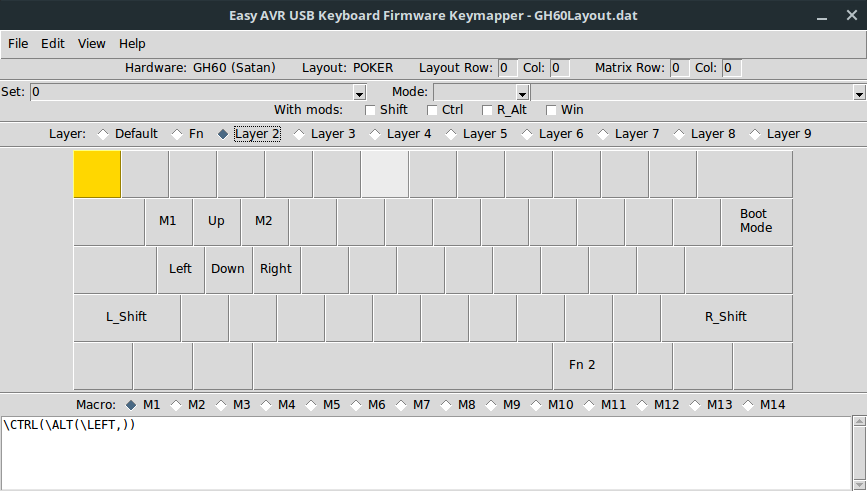 Easy AVR USB Keyboard Firmware Keymapper - GH60Layout.dat
File Edit View Help
Hardware: GH60 (Satan) Layout: POKER Layout Row: 0 Col: 0 Matrix Row: 0 Col: 0
Set: 0 Mode:
With mods: Shift Ctrl R_Alt Win
Layer: Default Fn Layer 2 Layer 3 Layer 4 Layer 5 Layer 6 Layer 7 Layer 8 Layer 9
M1 Up M2 Boot
Mode
Left Down Right
L_Shift R_Shift
Fn 2
Macro: M1 M2 M3 M4 M5 M6 M7 M8 M9 M10 M11 M12 M13 M14
\CTRL(\ALT(\LEFT,))